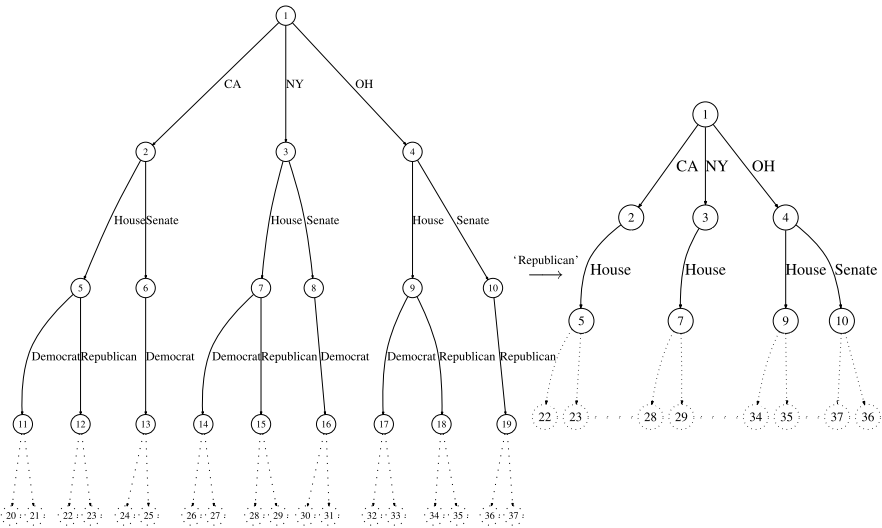 1
CA NY OH
2 3 4
House Senate House Senate House Senate
5 6 7 8 9 10
Democrat Republican Democrat Democrat Republican Democrat Democrat Republican Republican
11 12 13 14 15 16 17 18 19
20 21 22 23 24 25 26 27 28 29 30 31 32 33 34 35 36 37
‘Republican’
1
CA NY OH
2 3 4
House House House Senate
5 7 9 10
22 23 28 29 34 35 37 36